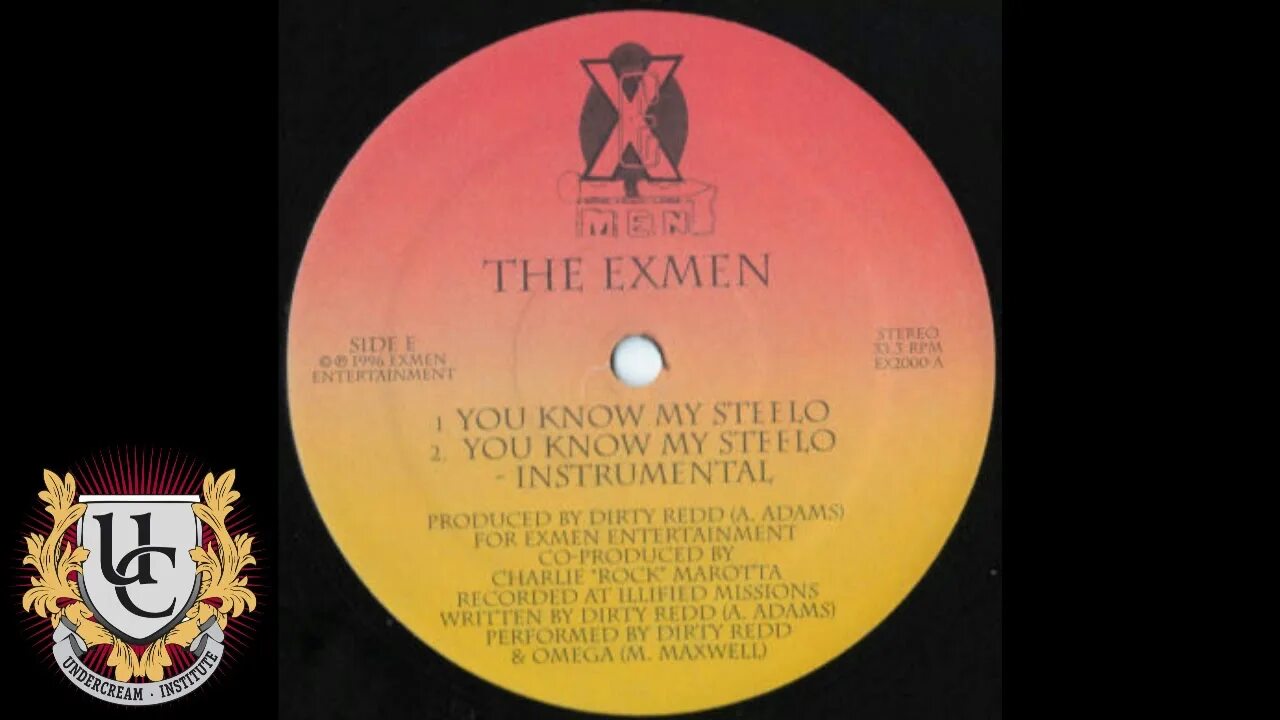 X
MEN
THE EXMEN
SIDE E
©℗ 1996 EXMEN
ENTERTAINMENT
STEREO
33.3 RPM
EX2000-A
1 YOU KNOW MY STEELO
2. YOU KNOW MY STEELO
- INSTRUMENTAL
PRODUCED BY DIRTY REDD (A. ADAMS)
FOR EXMEN ENTERTAINMENT
CO-PRODUCED BY
CHARLIE "ROCK" MAROTTA
RECORDED AT ILLIFIED MISSIONS
WRITTEN BY DIRTY REDD (A. ADAMS)
PERFORMED BY DIRTY REDD
& OMEGA (M. MAXWELL)
UC
UNDERCREAM · INSTITUTE